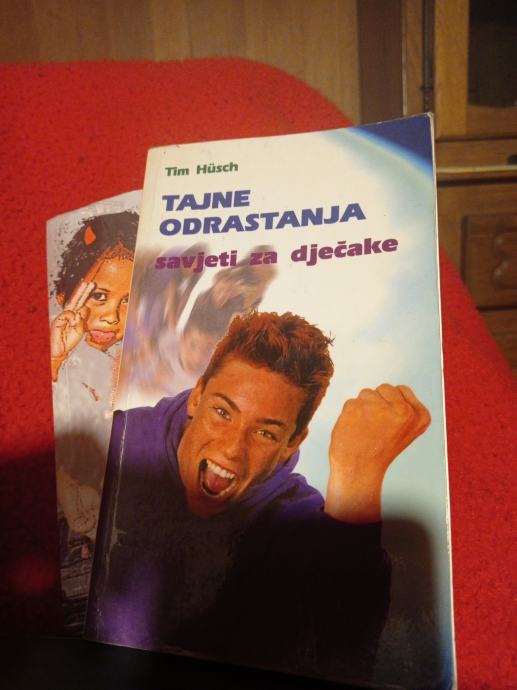 Tim Hüsch
TAJNE
ODRASTANJA
savjeti za dječake